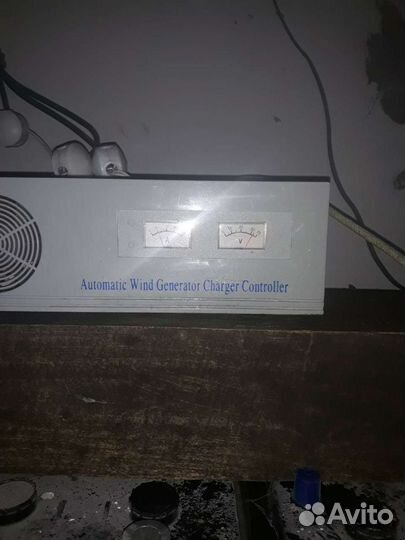 A
V
Automatic Wind Generator Charger Controller
Avito